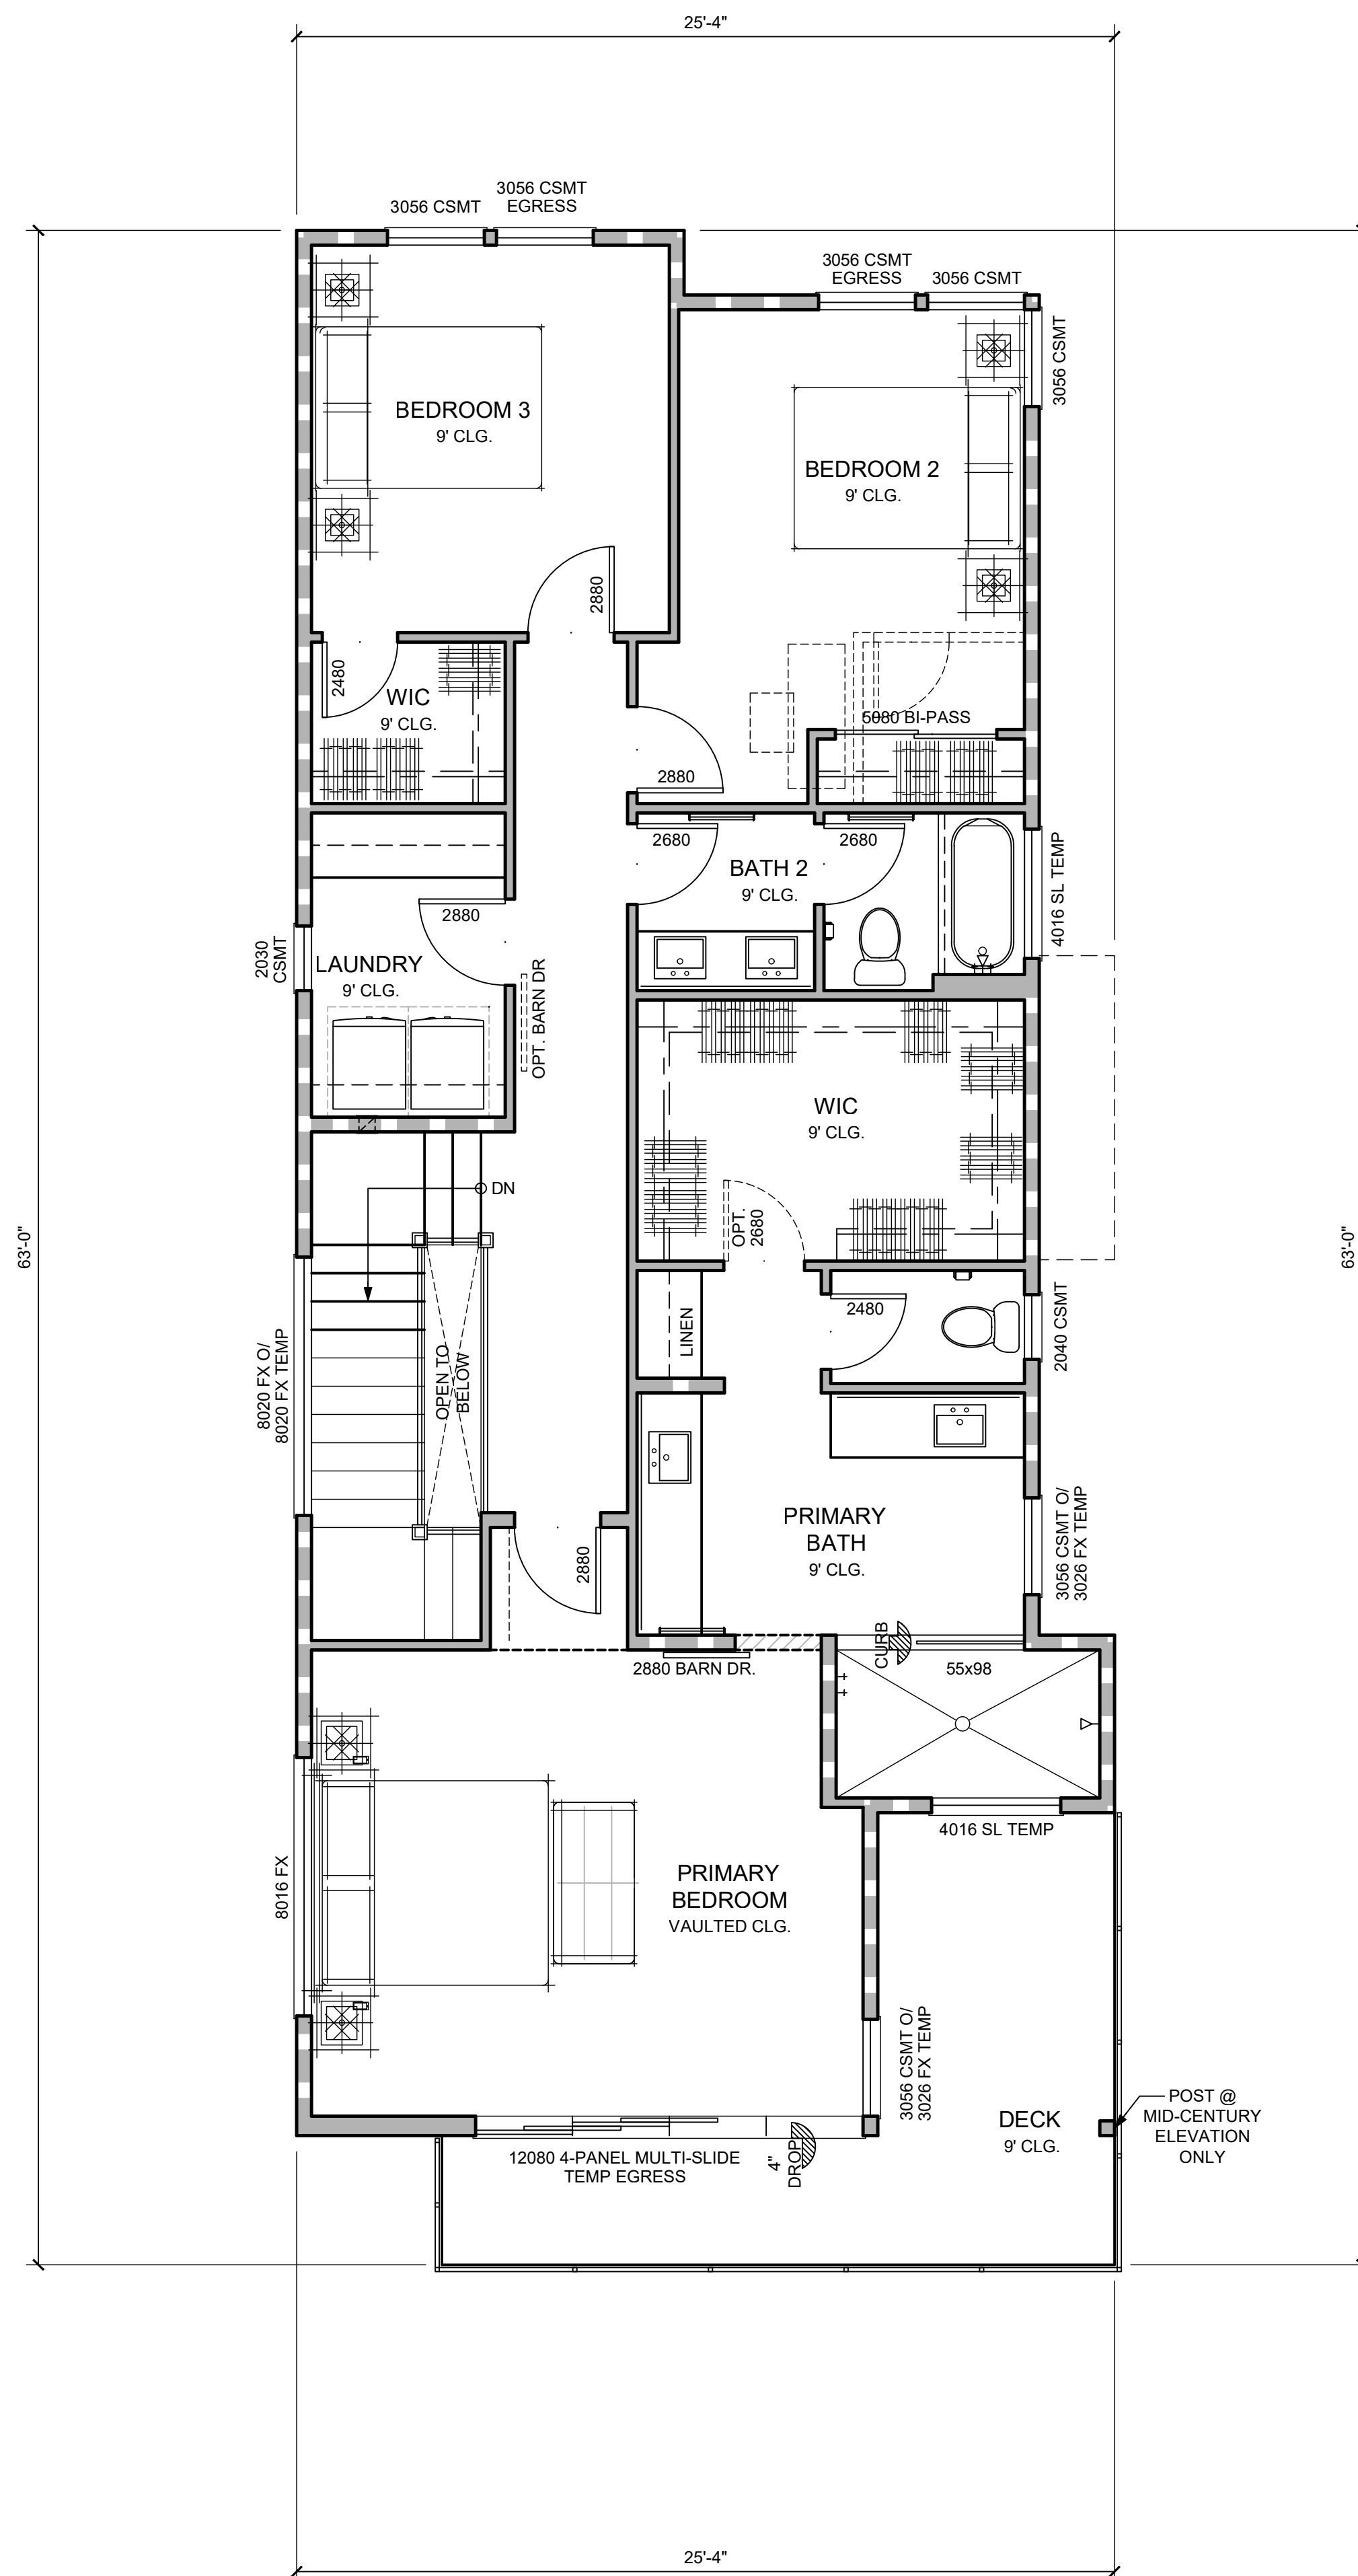 25'-4"
3056 CSMT
3056 CSMT
EGRESS
3056 CSMT
EGRESS
3056 CSMT
3056 CSMT
BEDROOM 3
9' CLG.
BEDROOM 2
9' CLG.
2880
2480
WIC
9' CLG.
5080 BI-PASS
2880
2680
2680
BATH 2
9' CLG.
4016 SL TEMP
2880
2030
CSMT
LAUNDRY
9' CLG.
OPT. BARN DR
WIC
9' CLG.
DN
OPT.
2680
63'-0"
63'-0"
2480
2040 CSMT
LINEN
8020 FX O/
8020 FX TEMP
OPEN TO
BELOW
PRIMARY
BATH
9' CLG.
3056 CSMT O/
3026 FX TEMP
2880
CURB
2880 BARN DR.
55x98
4016 SL TEMP
8016 FX
PRIMARY
BEDROOM
VAULTED CLG.
3056 CSMT O/
3026 FX TEMP
DECK
9' CLG.
POST @
MID-CENTURY
ELEVATION
ONLY
12080 4-PANEL MULTI-SLIDE
TEMP EGRESS
4"
DROP
25'-4"